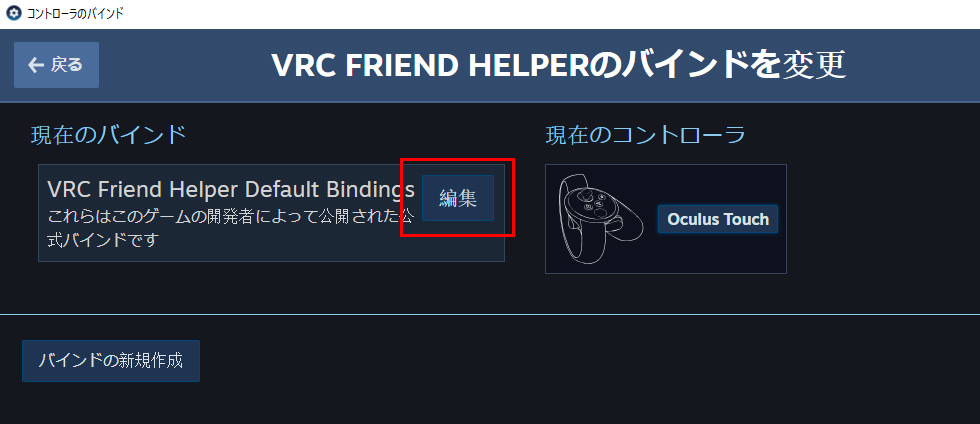 コントローラのバインド
← 戻る
VRC FRIEND HELPERのバインドを変更
現在のバインド
VRC Friend Helper Default Bindings
これらはこのゲームの開発者によって公開された公
式バインドです
編集
現在のコントローラ
Oculus Touch
バインドの新規作成